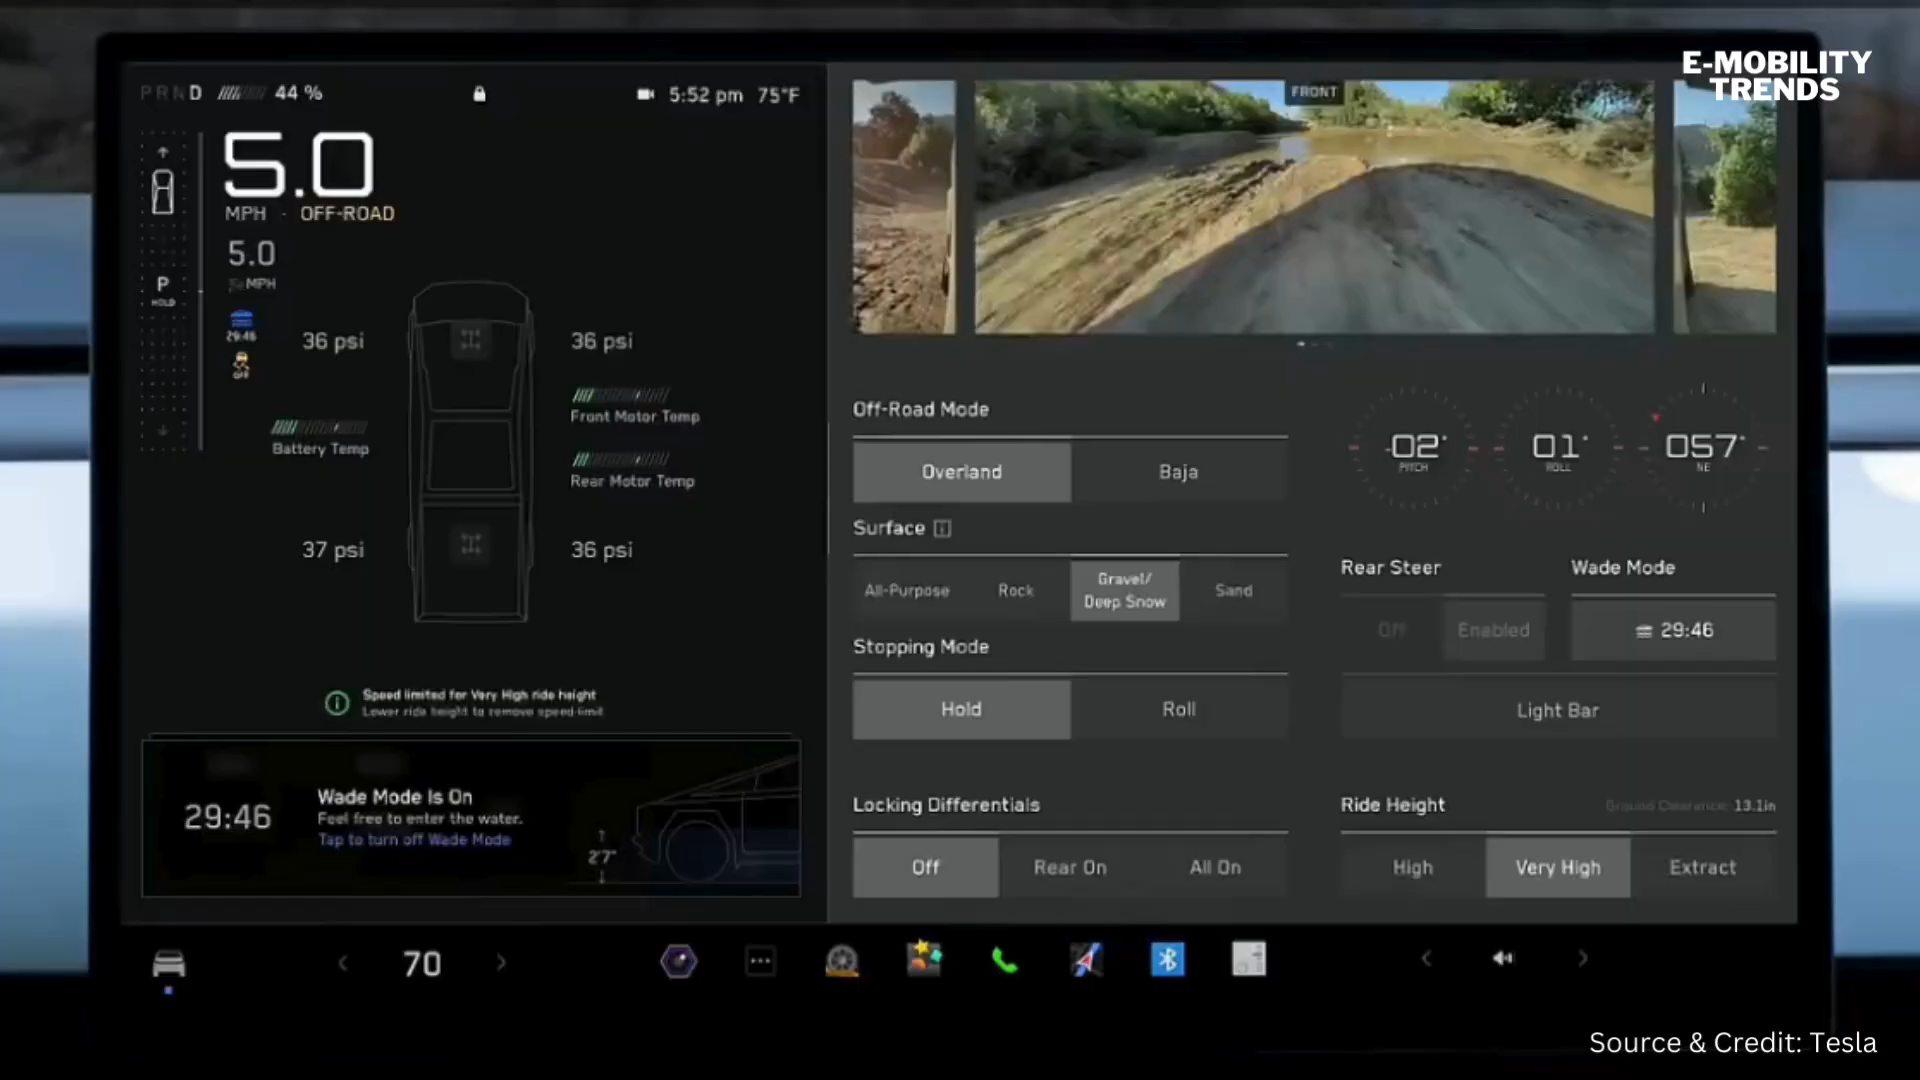 E-MOBILITY
TRENDS
PRND 44 % 5:52 pm 75°F
5.0
MPH - OFF-ROAD
5.0
MPH
P
HOLD
29:46
OFF
36 psi 36 psi
Front Motor Temp
Battery Temp
Rear Motor Temp
37 psi 36 psi
Speed limited for Very High ride height
Lower ride height to remove speed limit
29:46
Wade Mode Is On
Feel free to enter the water.
Tap to turn off Wade Mode
2'7"
FRONT
Off-Road Mode
Overland Baja
Surface
All-Purpose Rock Gravel/
Deep Snow Sand
Stopping Mode
Hold Roll
Locking Differentials
Off Rear On All On
-02° 01° 057°
PITCH ROLL NE
Rear Steer Wade Mode
Off Enabled 29:46
Light Bar
Ride Height Ground Clearance: 13.1in
High Very High Extract
70
Source & Credit: Tesla